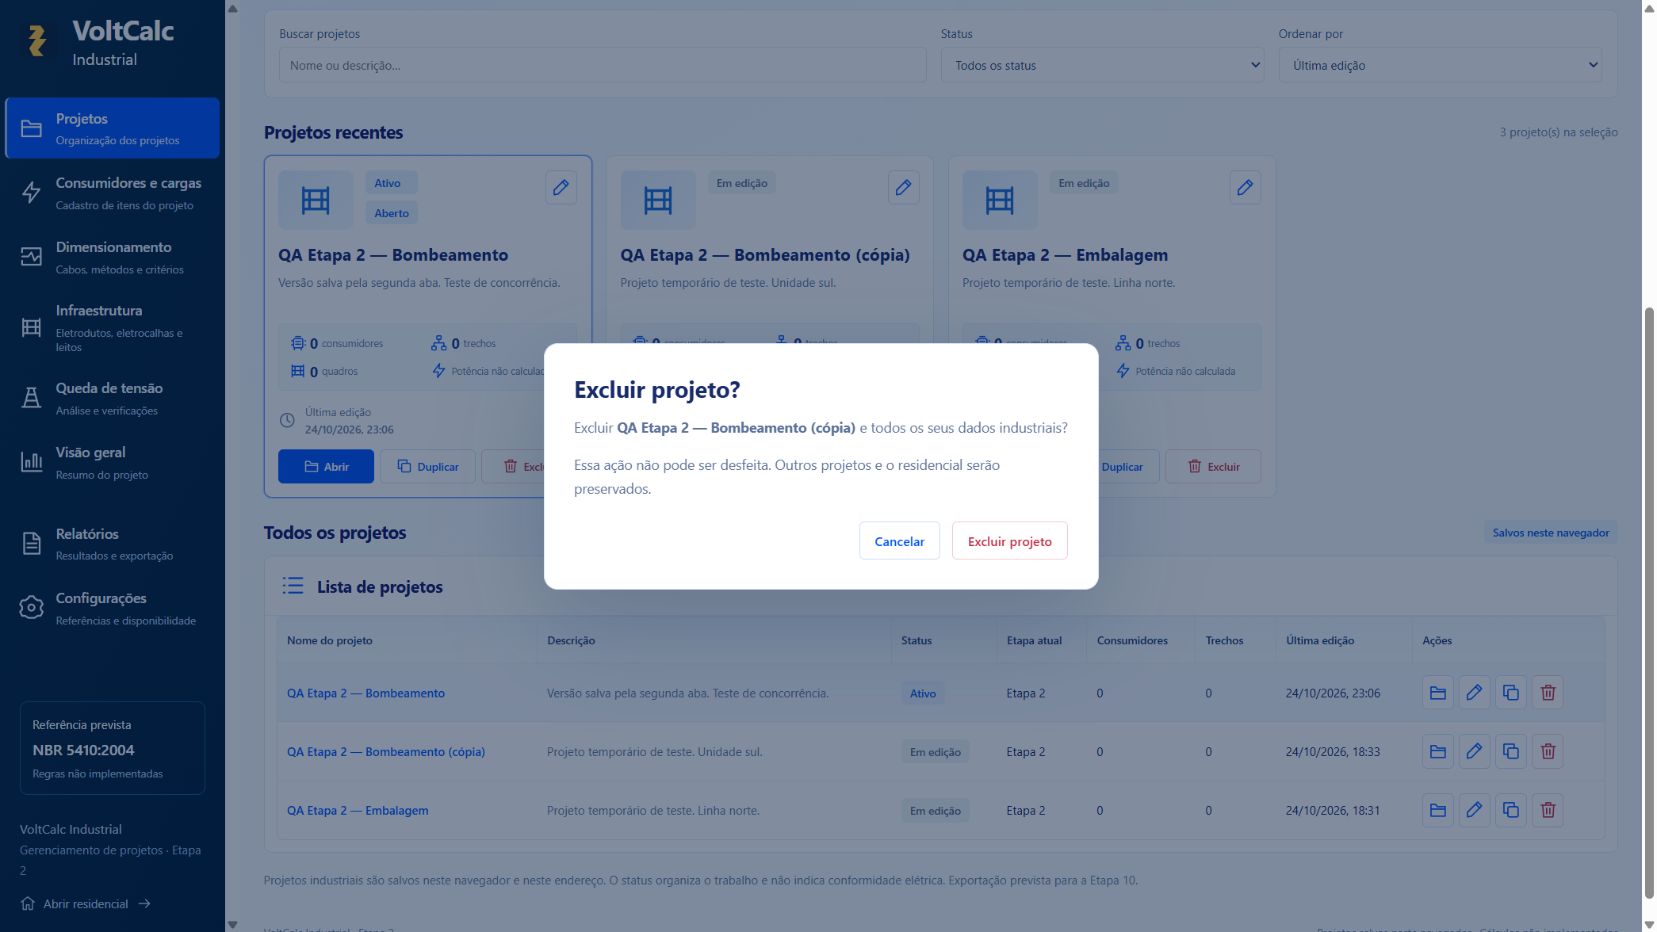 VoltCalc
Industrial
Projetos
Organização dos projetos
Consumidores e cargas
Cadastro de itens do projeto
Dimensionamento
Cabos, métodos e critérios
Infraestrutura
Eletrodutos, eletrocalhas e
leitos
Queda de tensão
Análise e verificações
Visão geral
Resumo do projeto
Relatórios
Resultados e exportação
Configurações
Referências e disponibilidade
Referência prevista
NBR 5410:2004
Regras não implementadas
VoltCalc Industrial
Gerenciamento de projetos · Etapa
2
Abrir residencial
Buscar projetos
Nome ou descrição...
Status
Todos os status
Ordenar por
Última edição
Projetos recentes
3 projeto(s) na seleção
Ativo
Aberto
QA Etapa 2 — Bombeamento
Versão salva pela segunda aba. Teste de concorrência.
0 consumidores
0 trechos
0 quadros
Potência não calculad
Última edição
24/10/2026, 23:06
Abrir
Duplicar
Em edição
QA Etapa 2 — Bombeamento (cópia)
Projeto temporário de teste. Unidade sul.
Em edição
QA Etapa 2 — Embalagem
Projeto temporário de teste. Linha norte.
0 trechos
Potência não calculada
Duplicar
Excluir
Excluir projeto?
Excluir QA Etapa 2 — Bombeamento (cópia) e todos os seus dados industriais?
Essa ação não pode ser desfeita. Outros projetos e o residencial serão
preservados.
Cancelar
Excluir projeto
Todos os projetos
Salvos neste navegador
Lista de projetos
Nome do projeto Descrição Status Etapa atual Consumidores Trechos Última edição Ações
QA Etapa 2 — Bombeamento Versão salva pela segunda aba. Teste de concorrência. Ativo Etapa 2 0 0 24/10/2026, 23:06
QA Etapa 2 — Bombeamento (cópia) Projeto temporário de teste. Unidade sul. Em edição Etapa 2 0 0 24/10/2026, 18:33
QA Etapa 2 — Embalagem Projeto temporário de teste. Linha norte. Em edição Etapa 2 0 0 24/10/2026, 18:31
Projetos industriais são salvos neste navegador e neste endereço. O status organiza o trabalho e não indica conformidade elétrica. Exportação prevista para a Etapa 10.